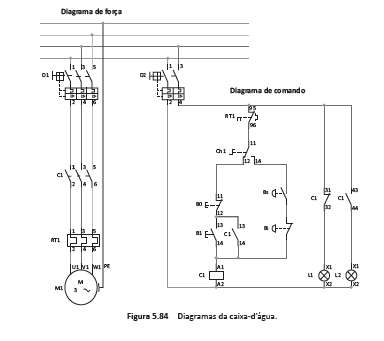 Diagrama de força
D1
1 3 5
2 4 6
D2
1 3
2 4
Diagrama de comando
95
RT1
96
Ch1
11
12 14
C1
1 3 5
2 4 6
B0
11
12
Bs
C1
31
32
C1
43
44
B1
13
14
C1
13
14
Bi
RT1
1 3 5
2 4 6
U1 V1 W1 PE
M1
M
3 ~
C1
A1
A2
L1
X1
X2
L2
X1
X2
Figura 5.84 Diagramas da caixa-d'água.